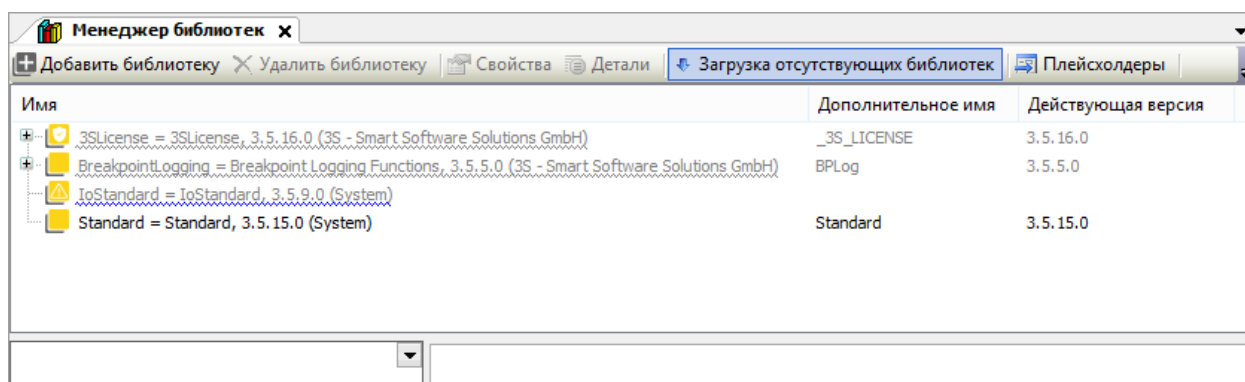 Менеджер библиотек
Добавить библиотеку Удалить библиотеку Свойства Детали Загрузка отсутствующих библиотек Плейсхолдеры
Имя Дополнительное имя Действующая версия
3SLicense = 3SLicense, 3.5.16.0 (3S - Smart Software Solutions GmbH) _3S_LICENSE 3.5.16.0
BreakpointLogging = Breakpoint Logging Functions, 3.5.5.0 (3S - Smart Software Solutions GmbH) BPLog 3.5.5.0
IoStandard = IoStandard, 3.5.9.0 (System)
Standard = Standard, 3.5.15.0 (System) Standard 3.5.15.0